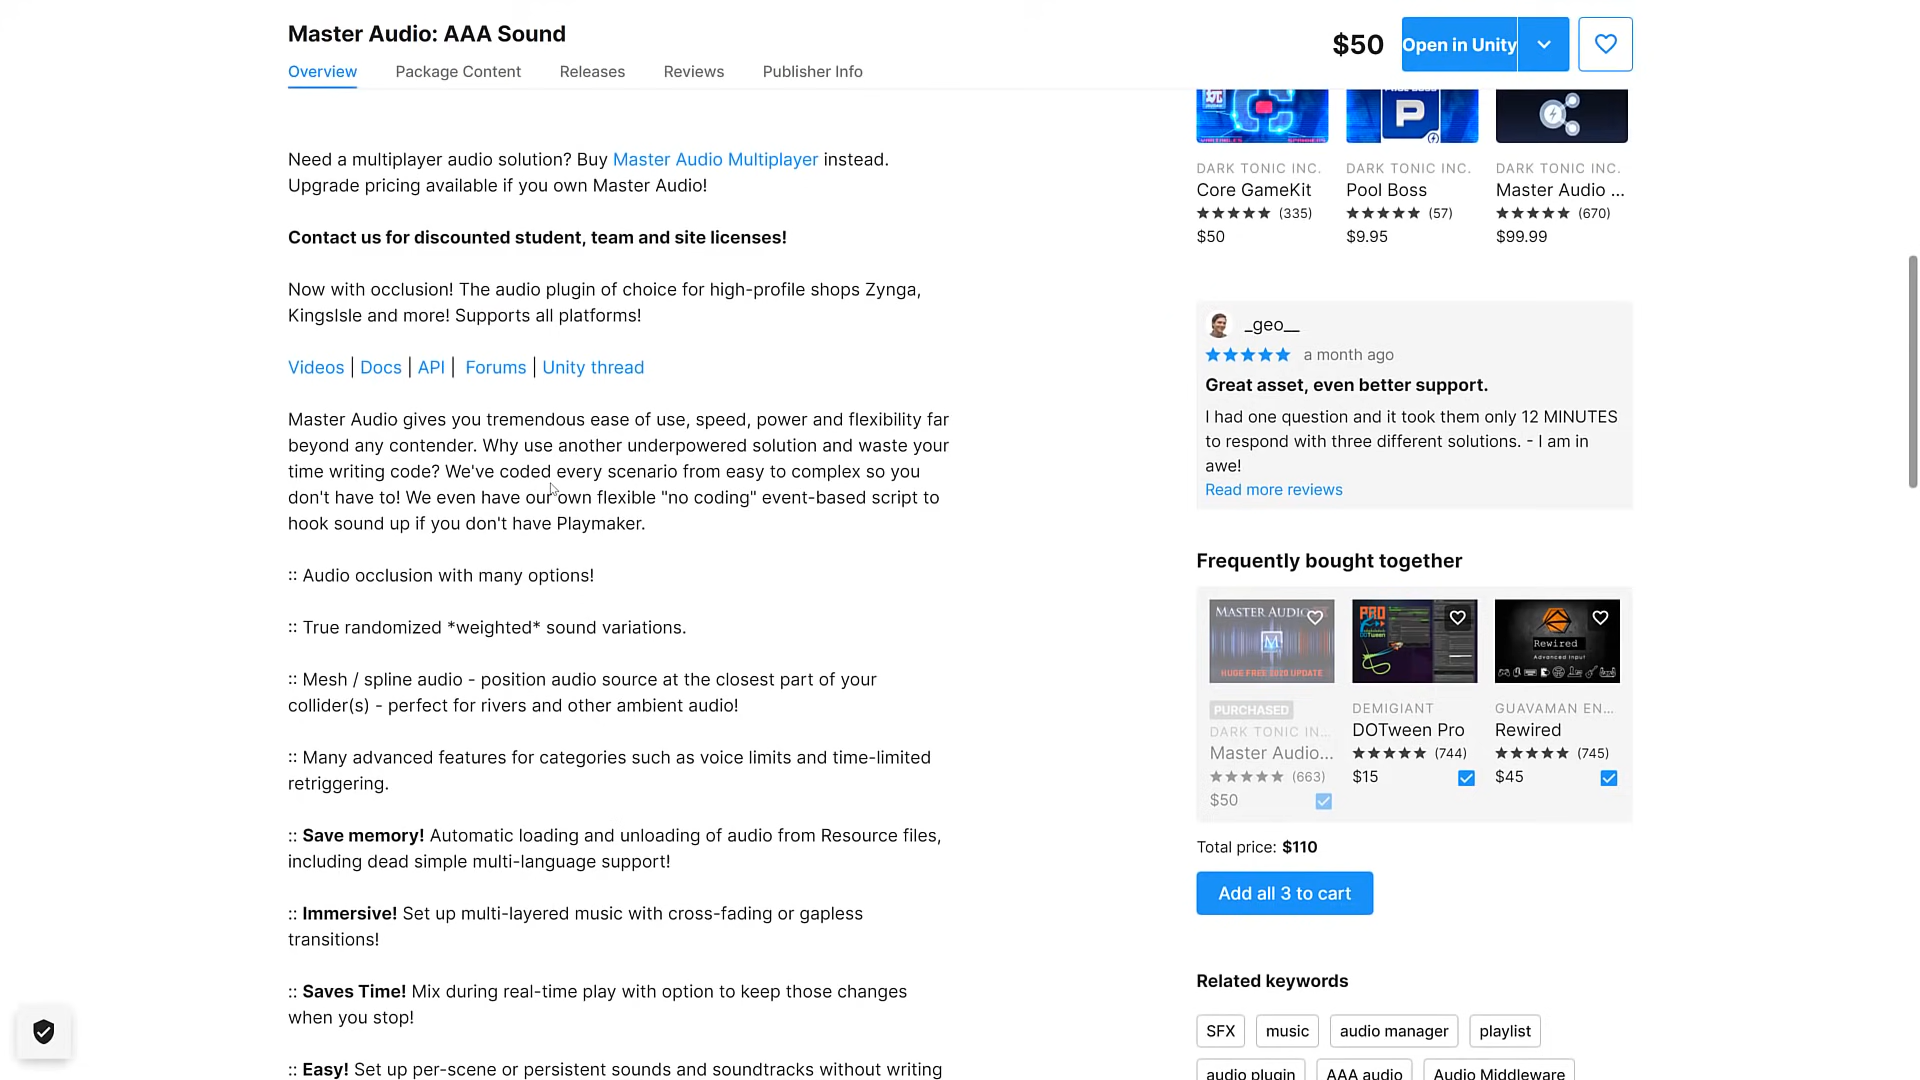 Master Audio: AAA Sound
$50
Open in Unity
Overview
Package Content
Releases
Reviews
Publisher Info
Need a multiplayer audio solution? Buy Master Audio Multiplayer instead.
Upgrade pricing available if you own Master Audio!
Contact us for discounted student, team and site licenses!
Now with occlusion! The audio plugin of choice for high-profile shops Zynga,
KingsIsle and more! Supports all platforms!
Videos | Docs | API | Forums | Unity thread
Master Audio gives you tremendous ease of use, speed, power and flexibility far
beyond any contender. Why use another underpowered solution and waste your
time writing code? We've coded every scenario from easy to complex so you
don't have to! We even have our own flexible "no coding" event-based script to
hook sound up if you don't have Playmaker.
:: Audio occlusion with many options!
:: True randomized *weighted* sound variations.
:: Mesh / spline audio - position audio source at the closest part of your
collider(s) - perfect for rivers and other ambient audio!
:: Many advanced features for categories such as voice limits and time-limited
retriggering.
:: Save memory! Automatic loading and unloading of audio from Resource files,
including dead simple multi-language support!
:: Immersive! Set up multi-layered music with cross-fading or gapless
transitions!
:: Saves Time! Mix during real-time play with option to keep those changes
when you stop!
:: Easy! Set up per-scene or persistent sounds and soundtracks without writing
P
DARK TONIC INC.
Core GameKit
(335)
$50
DARK TONIC INC.
Pool Boss
(57)
$9.95
DARK TONIC INC.
Master Audio ...
(670)
$99.99
_geo__
a month ago
Great asset, even better support.
I had one question and it took them only 12 MINUTES
to respond with three different solutions. - I am in
awe!
Read more reviews
Frequently bought together
MASTER AUDIO
M
HUGE FREE 2020 UPDATE
PURCHASED
DARK TONIC IN...
Master Audio...
(663)
$50
PRO
DOTween
DEMIGIANT
DOTween Pro
(744)
$15
Rewired
Advanced Input
GUAVAMAN EN...
Rewired
(745)
$45
Total price: $110
Add all 3 to cart
Related keywords
SFX
music
audio manager
playlist
audio plugin
AAA audio
Audio Middleware